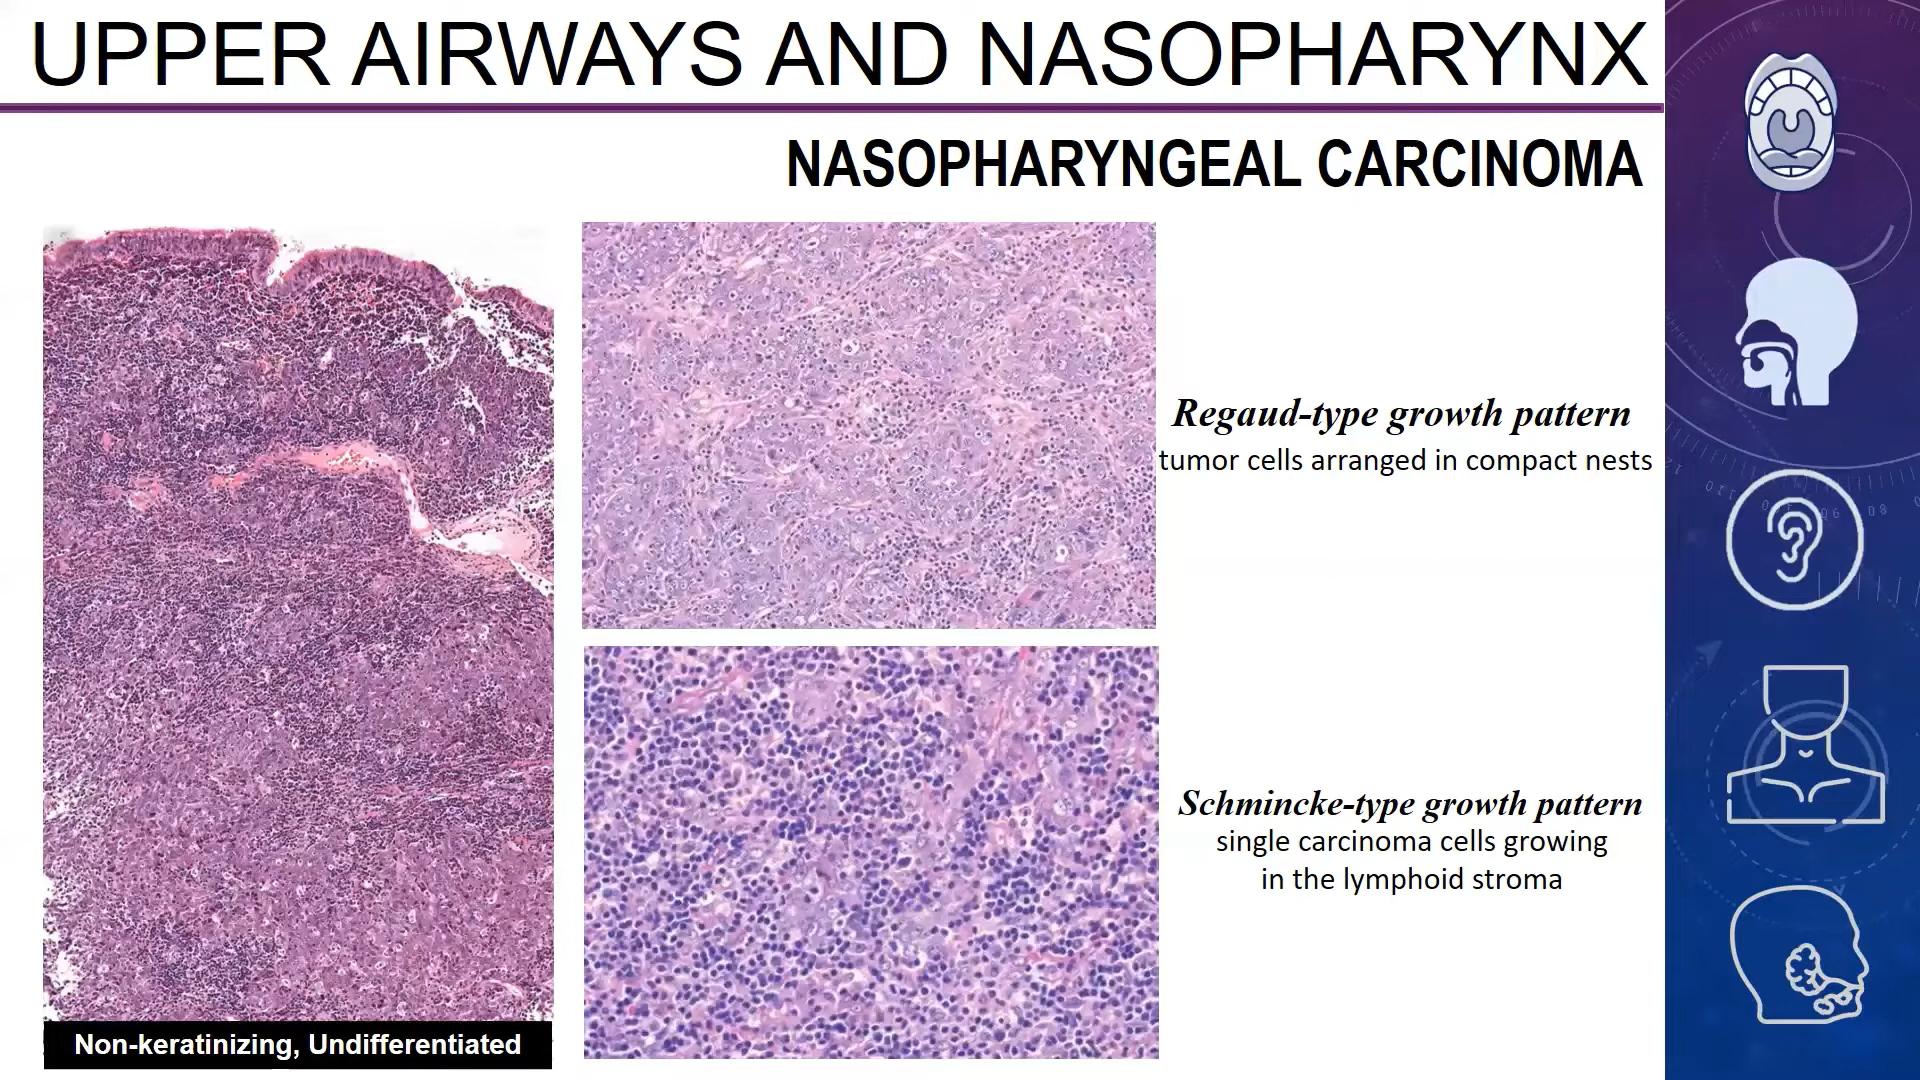 UPPER AIRWAYS AND NASOPHARYNX
NASOPHARYNGEAL CARCINOMA
Regaud-type growth pattern
tumor cells arranged in compact nests
Schmincke-type growth pattern
single carcinoma cells growing
in the lymphoid stroma
Non-keratinizing, Undifferentiated